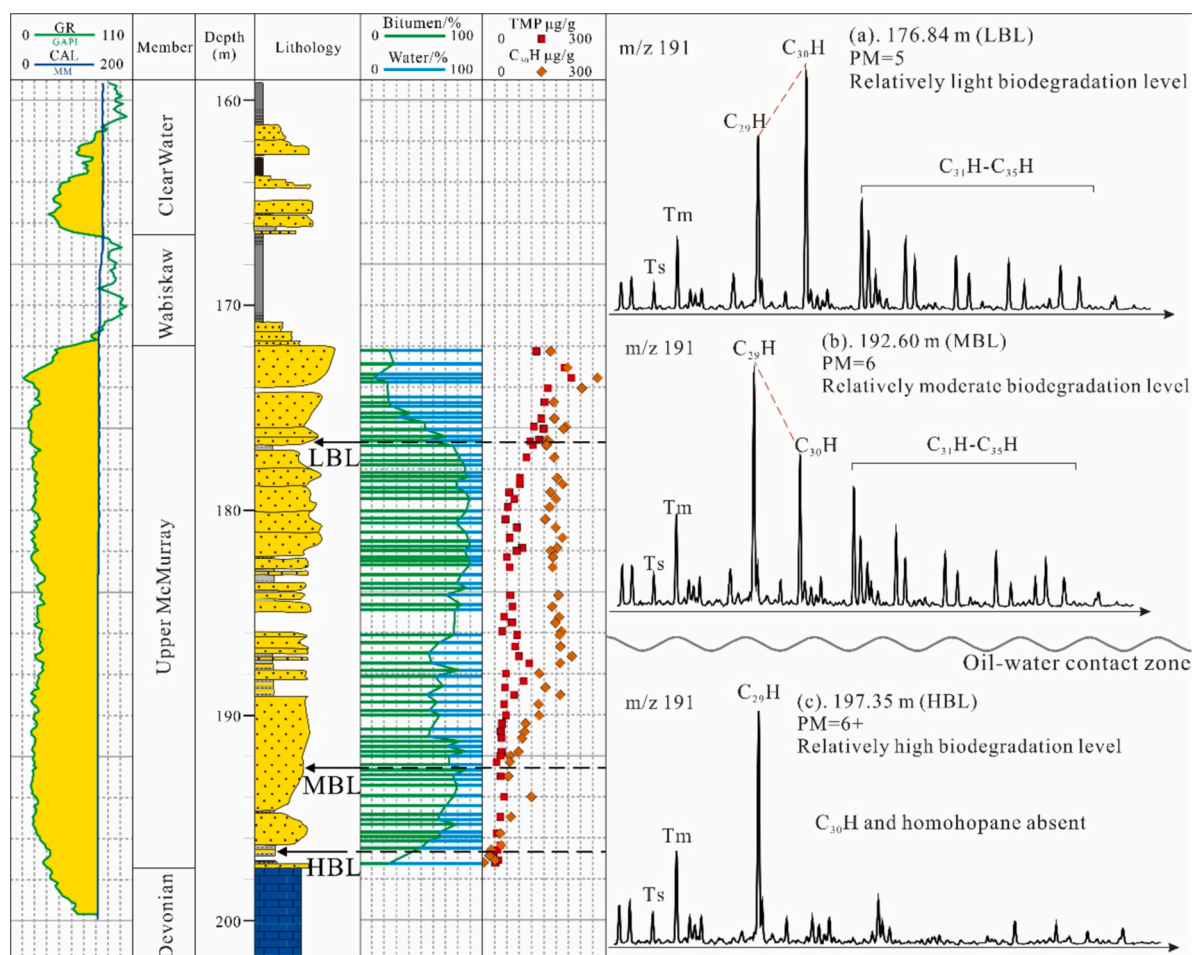 GR
0 110
GAPI
CAL
0 200
MM
Member
Depth
(m)
Lithology
Bitumen/%
0 100
Water/%
0 100
TMP μg/g
0 300
C₃₀H μg/g
0 300
ClearWater
Wabiskaw
Upper McMurray
Devonian
160
170
180
190
200
LBL
MBL
HBL
m/z 191
C₃₀H
(a). 176.84 m (LBL)
PM=5
Relatively light biodegradation level
C₂₉H
C₃₁H-C₃₅H
Tm
Ts
m/z 191
C₂₉H
(b). 192.60 m (MBL)
PM=6
Relatively moderate biodegradation level
C₃₀H
C₃₁H-C₃₅H
Tm
Ts
Oil-water contact zone
m/z 191
C₂₉H
(c). 197.35 m (HBL)
PM=6+
Relatively high biodegradation level
C₃₀H and homohopane absent
Tm
Ts